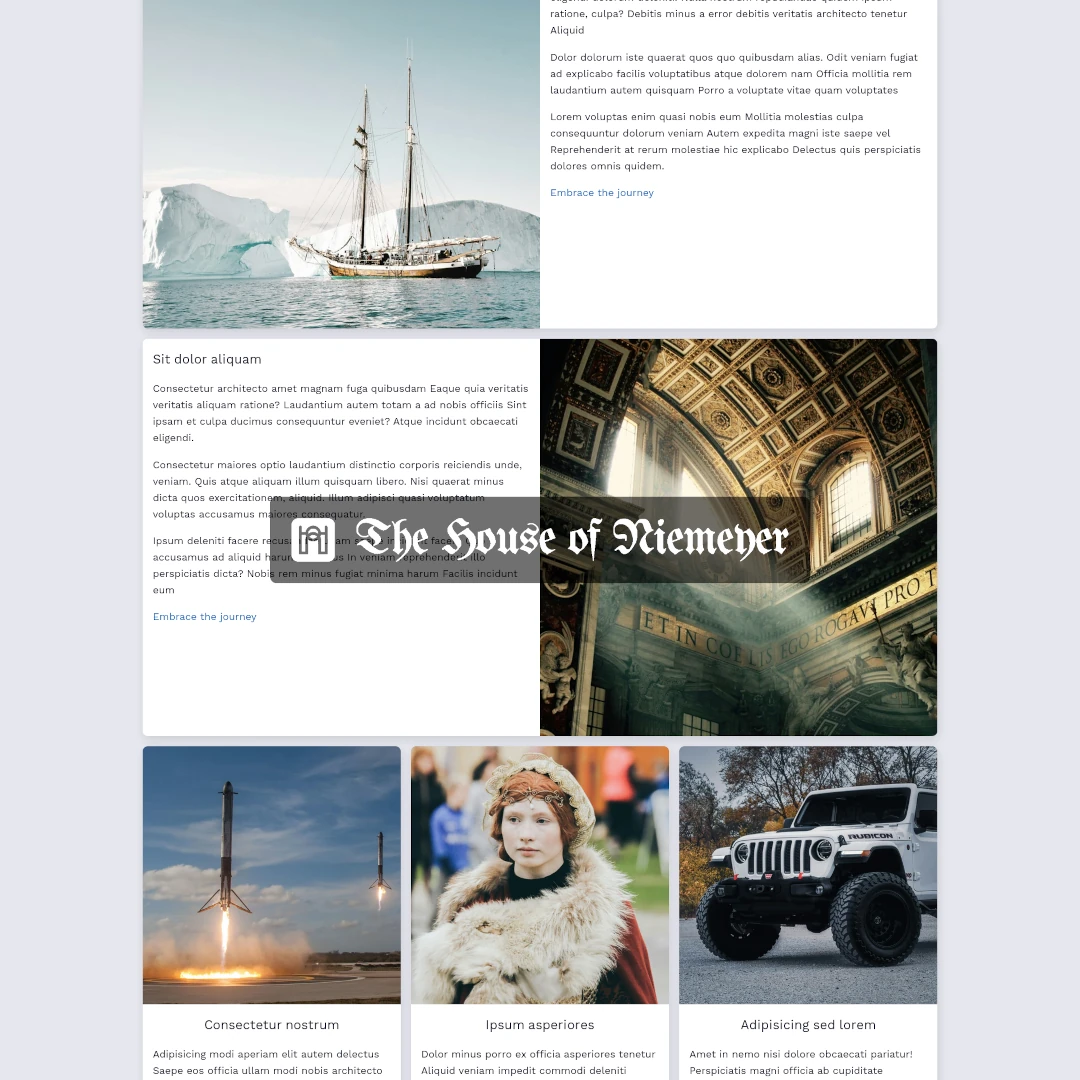 ratione, culpa? Debitis minus a error debitis veritatis architecto tenetur
Aliquid
Dolor dolorum iste quaerat quos quo quibusdam alias. Odit veniam fugiat
ad explicabo facilis voluptatibus atque dolorem nam Officia mollitia rem
laudantium autem quisquam Porro a voluptate vitae quam voluptates
Lorem voluptas enim quasi nobis eum Mollitia molestias culpa
consequuntur dolorum veniam Autem expedita magni iste saepe vel
Reprehenderit at rerum molestiae hic explicabo Delectus quis perspiciatis
dolores omnis quidem.
Embrace the journey
Sit dolor aliquam
Consectetur architecto amet magnam fuga quibusdam Eaque quia veritatis
veritatis aliquam ratione? Laudantium autem totam a ad nobis officiis Sint
ipsam et culpa ducimus consequuntur eveniet? Atque incidunt obcaecati
eligendi.
Consectetur maiores optio laudantium distinctio corporis reiciendis unde,
veniam. Quis atque aliquam illum quisquam libero. Nisi quaerat minus
dicta quos exercitationem, aliquid. Illum adipisci quasi voluptatum
voluptas accusamus maiores consequatur.
Ipsum deleniti facere
accusamus ad aliquid harum In veniam reprehenderit illo
perspiciatis dicta? Nobis rem minus fugiat minima harum Facilis incidunt
eum
Embrace the journey
The House of Niemeyer
ET IN COELIS EGO ROGAVI PRO T
RUBICON
Consectetur nostrum
Adipisicing modi aperiam elit autem delectus
Saepe eos officia ullam modi nobis architecto
Ipsum asperiores
Dolor minus porro ex officia asperiores tenetur
Aliquid veniam impedit commodi deleniti
Adipisicing sed lorem
Amet in nemo nisi dolore obcaecati pariatur!
Perspiciatis magni officia ab cupiditate